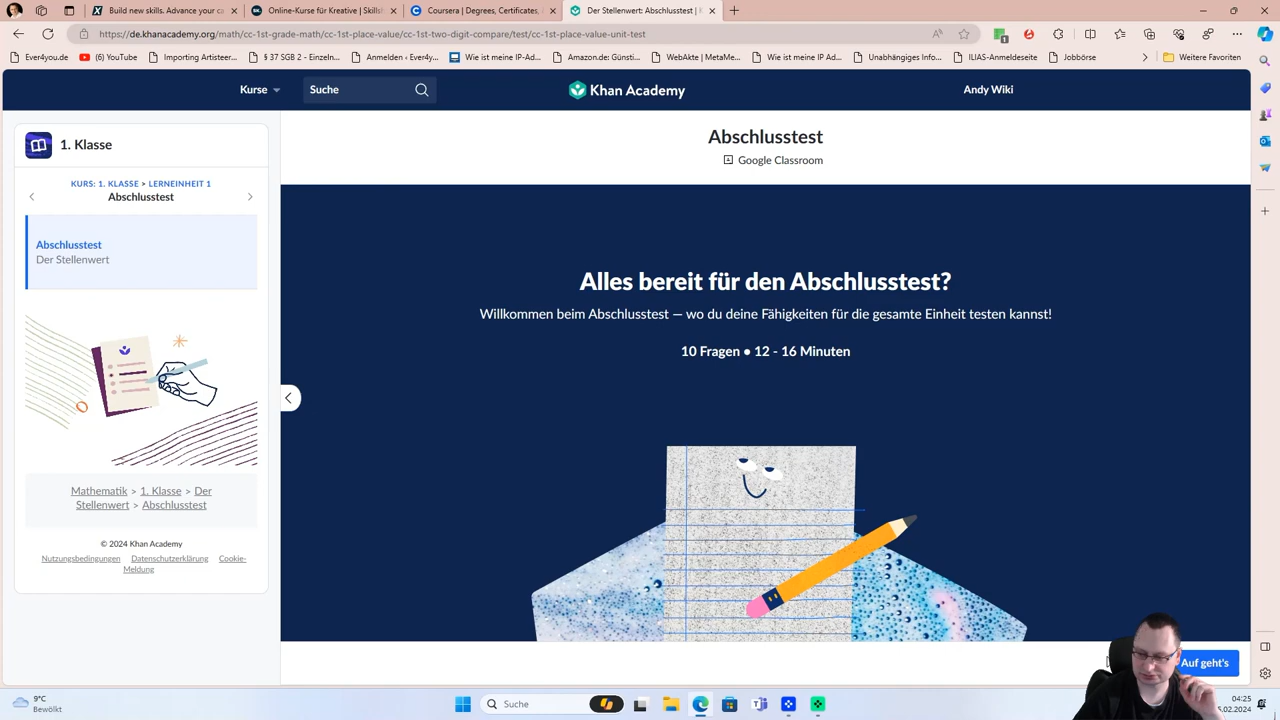 Build new skills. Advance your ca
Online-Kurse für Kreative | Skills
Coursera | Degrees, Certificates,
Der Stellenwert: Abschlusstest | K
https://de.khanacademy.org/math/cc-1st-grade-math/cc-1st-place-value/cc-1st-two-digit-compare/test/cc-1st-place-value-unit-test
Ever4you.de
(6) YouTube
Importing Artisteer...
§ 37 SGB 2 - Einzeln...
Anmelden ‹ Ever4y...
Wie ist meine IP-Ad...
Amazon.de: Günsti...
WebAkte | MetaMe...
Wie ist meine IP-Ad...
Unabhängiges Info...
ILIAS-Anmeldeseite
Jobbörse
Weitere Favoriten
Kurse
Suche
Khan Academy
Andy Wiki
1. Klasse
KURS: 1. KLASSE > LERNEINHEIT 1
Abschlusstest
Abschlusstest
Der Stellenwert
Mathematik > 1. Klasse > Der
Stellenwert > Abschlusstest
© 2024 Khan Academy
Nutzungsbedingungen Datenschutzerklärung Cookie-
Meldung
Abschlusstest
Google Classroom
Alles bereit für den Abschlusstest?
Willkommen beim Abschlusstest — wo du deine Fähigkeiten für die gesamte Einheit testen kannst!
10 Fragen • 12 - 16 Minuten
Auf geht's
9°C
Bewölkt
Suche
04:25
.02.2024